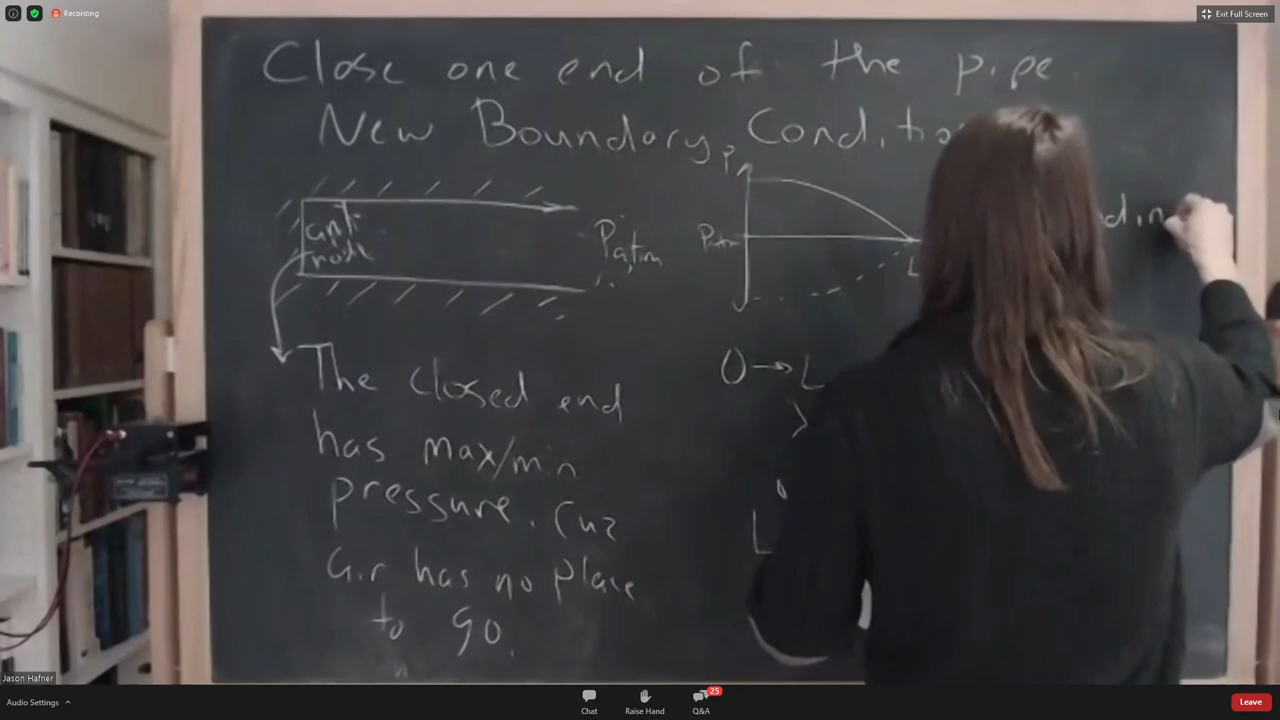 Recording
Exit Full Screen
Close one end of the pipe
New Boundary
P
anti
node
Patm
Patm
L
0 → L
λ
The closed end
has max/min
pressure. Cuz
air has no place
to go.
L
Jason Hafner
Audio Settings
Chat
Raise Hand
Q&A
25
Leave